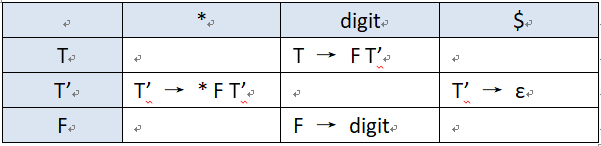 * digit $
T T → F T’
T’ T’ → * F T’ T’ → ε
F F → digit